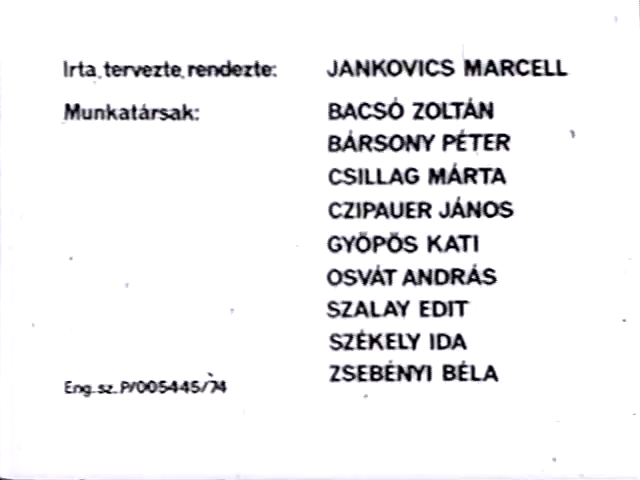 Irta, tervezte, rendezte: JANKOVICS MARCELL
Munkatársak: BACSÓ ZOLTÁN
BÁRSONY PÉTER
CSILLAG MÁRTA
CZIPAUER JÁNOS
GYÖPÖS KATI
OSVÁT ANDRÁS
SZALAY EDIT
SZÉKELY IDA
ZSEBÉNYI BÉLA
Eng. sz. P/005445/74